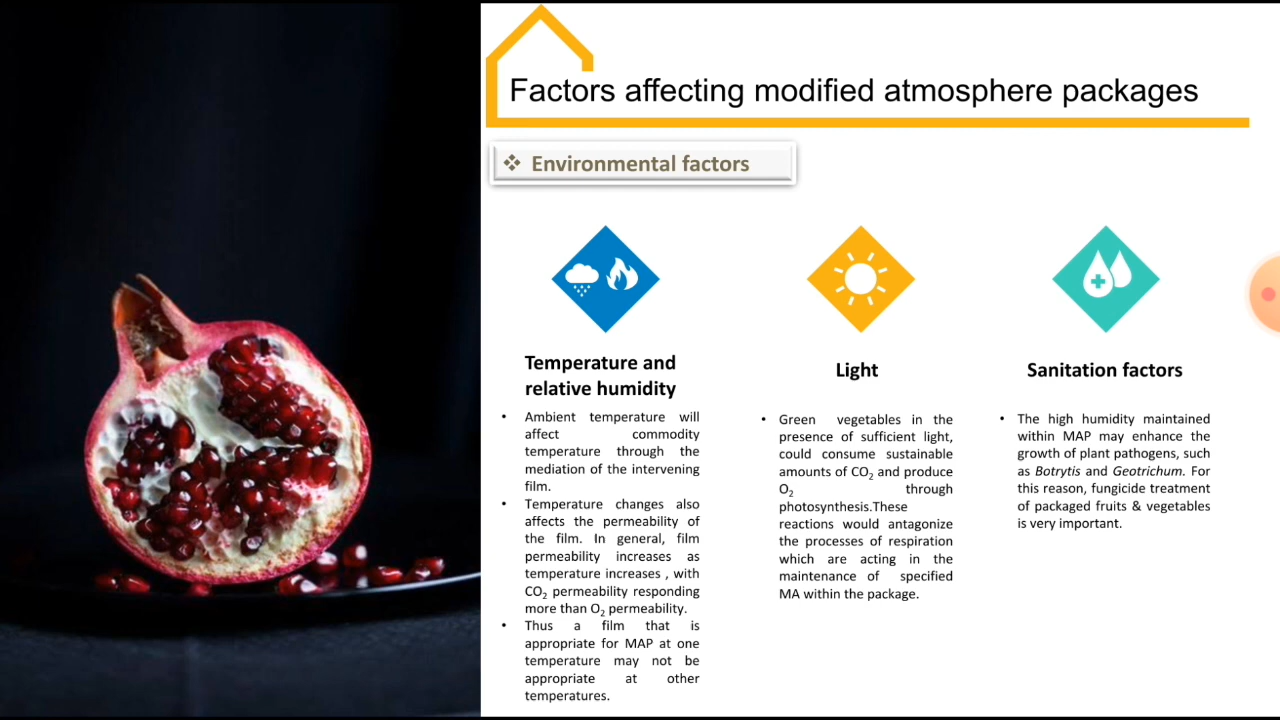 Factors affecting modified atmosphere packages
❖ Environmental factors
Temperature and
relative humidity
• Ambient temperature will
affect commodity
temperature through the
mediation of the intervening
film.
• Temperature changes also
affects the permeability of
the film. In general, film
permeability increases as
temperature increases , with
CO₂ permeability responding
more than O₂ permeability.
• Thus a film that is
appropriate for MAP at one
temperature may not be
appropriate at other
temperatures.
Light
• Green vegetables in the
presence of sufficient light,
could consume sustainable
amounts of CO₂ and produce
O₂ through
photosynthesis.These
reactions would antagonize
the processes of respiration
which are acting in the
maintenance of specified
MA within the package.
Sanitation factors
• The high humidity maintained
within MAP may enhance the
growth of plant pathogens, such
as Botrytis and Geotrichum. For
this reason, fungicide treatment
of packaged fruits & vegetables
is very important.